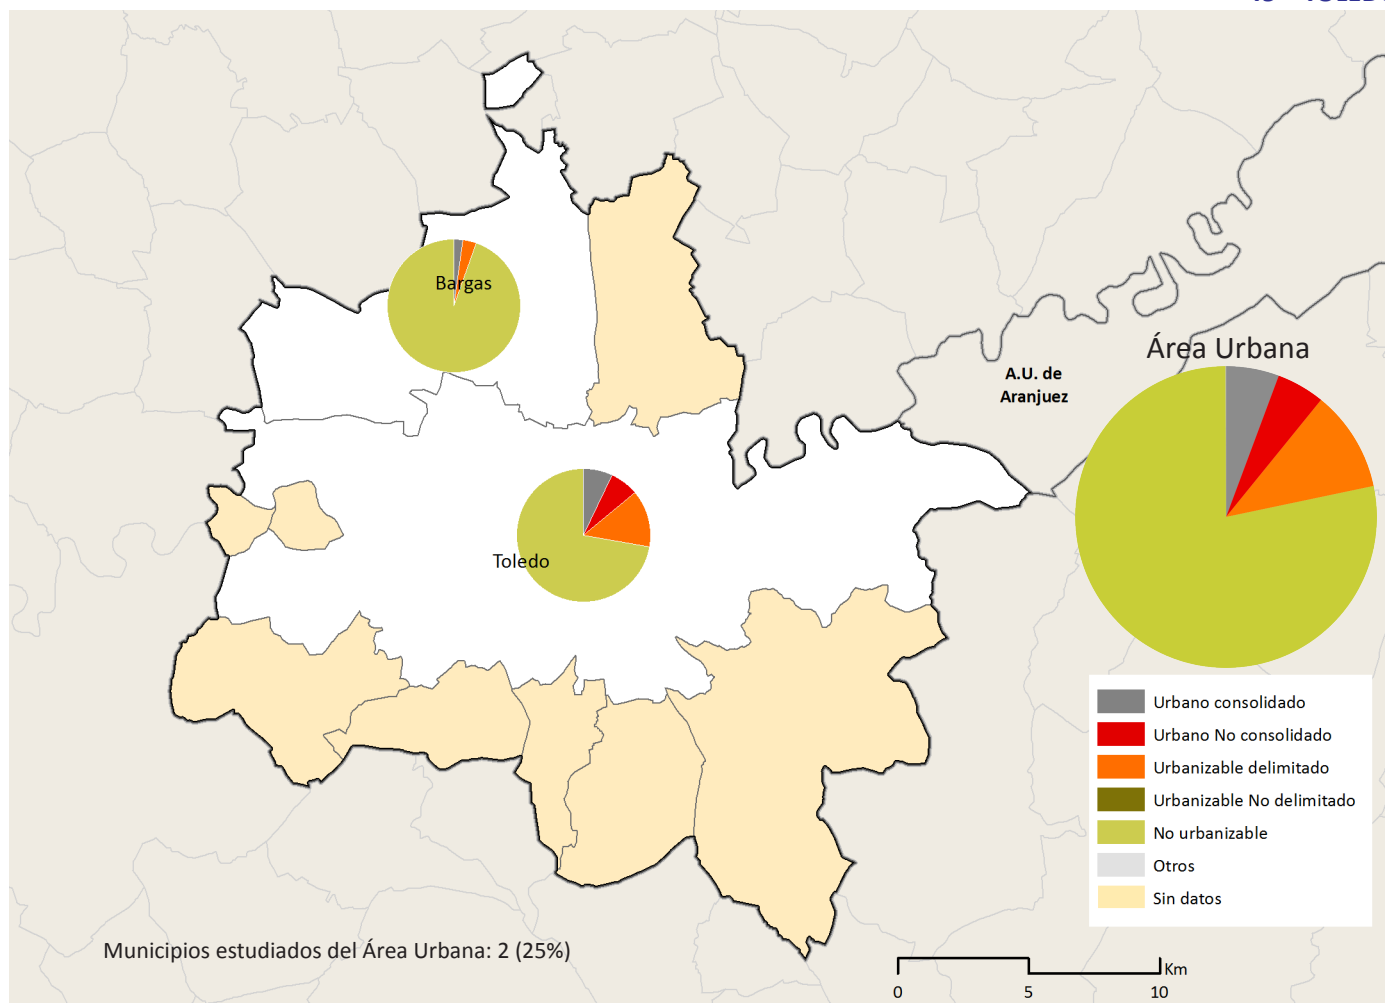 Bargas
Área Urbana
A.U. de
Aranjuez
Toledo
Urbano consolidado
Urbano No consolidado
Urbanizable delimitado
Urbanizable No delimitado
No urbanizable
Otros
Sin datos
Municipios estudiados del Área Urbana: 2 (25%)
Km
0 5 10